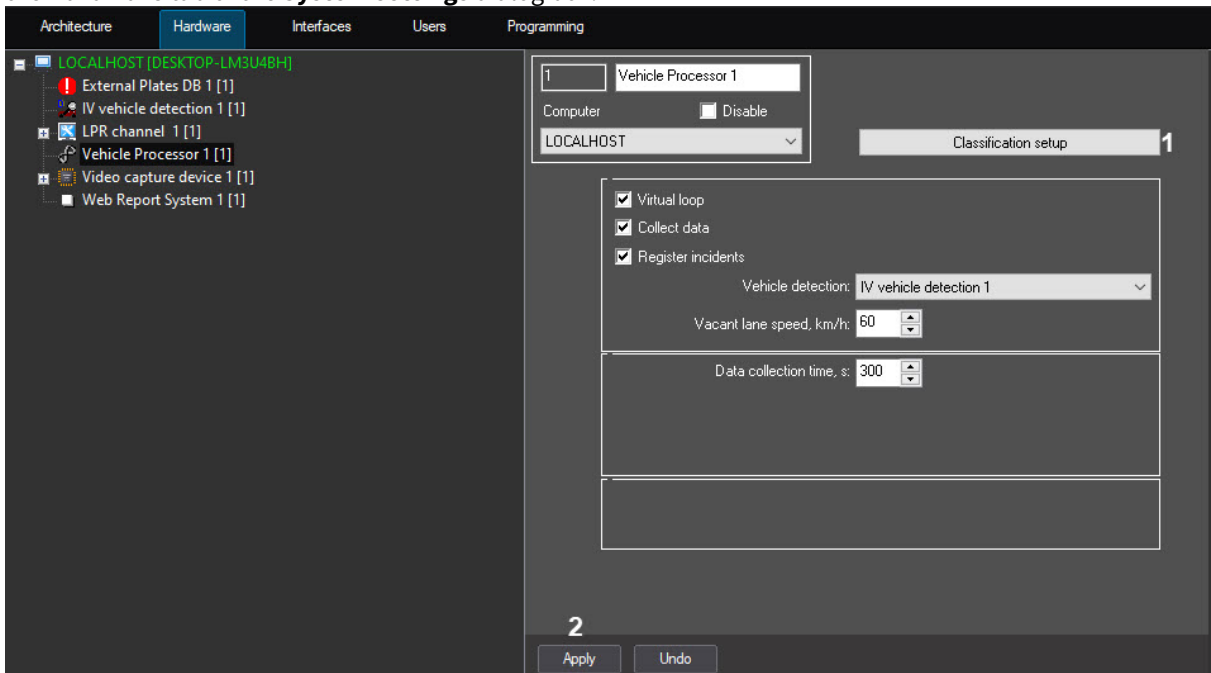 Architecture Hardware Interfaces Users Programming
LOCALHOST [DESKTOP-LM3U4BH]
External Plates DB 1 [1]
IV vehicle detection 1 [1]
LPR channel 1 [1]
Vehicle Processor 1 [1]
Video capture device 1 [1]
Web Report System 1 [1]
1 Vehicle Processor 1
Computer Disable
LOCALHOST
Classification setup 1
Virtual loop
Collect data
Register incidents
Vehicle detection: IV vehicle detection 1
Vacant lane speed, km/h: 60
Data collection time, s: 300
2
Apply Undo